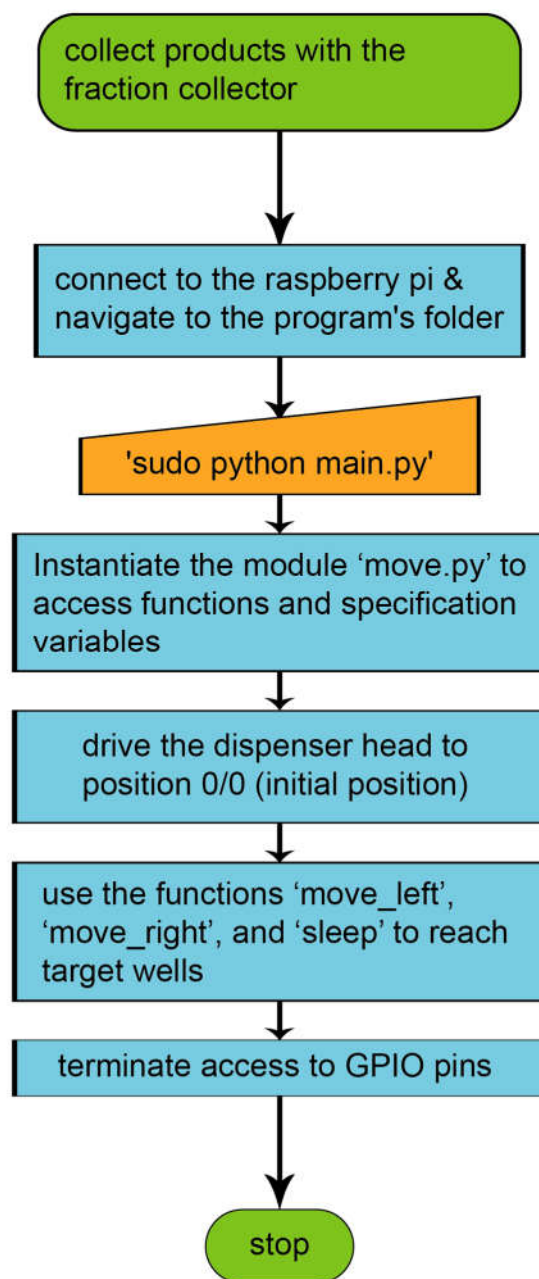 collect products with the
fraction collector
connect to the raspberry pi &
navigate to the program's folder
'sudo python main.py'
Instantiate the module ‘move.py’ to
access functions and specification
variables
drive the dispenser head to
position 0/0 (initial position)
use the functions ‘move_left’,
‘move_right’, and ‘sleep’ to reach
target wells
terminate access to GPIO pins
stop